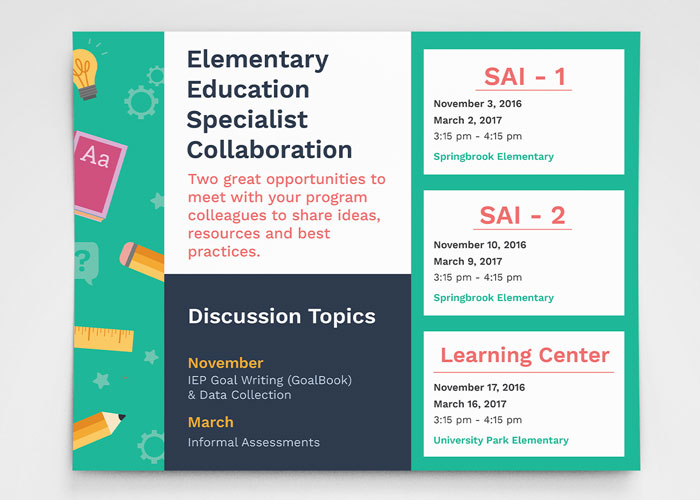 Aa
?
Elementary
Education
Specialist
Collaboration
Two great opportunities to
meet with your program
colleagues to share ideas,
resources and best
practices.
Discussion Topics
November
IEP Goal Writing (GoalBook)
& Data Collection
March
Informal Assessments
SAI - 1
November 3, 2016
March 2, 2017
3:15 pm - 4:15 pm
Springbrook Elementary
SAI - 2
November 10, 2016
March 9, 2017
3:15 pm - 4:15 pm
Springbrook Elementary
Learning Center
November 17, 2016
March 16, 2017
3:15 pm - 4:15 pm
University Park Elementary